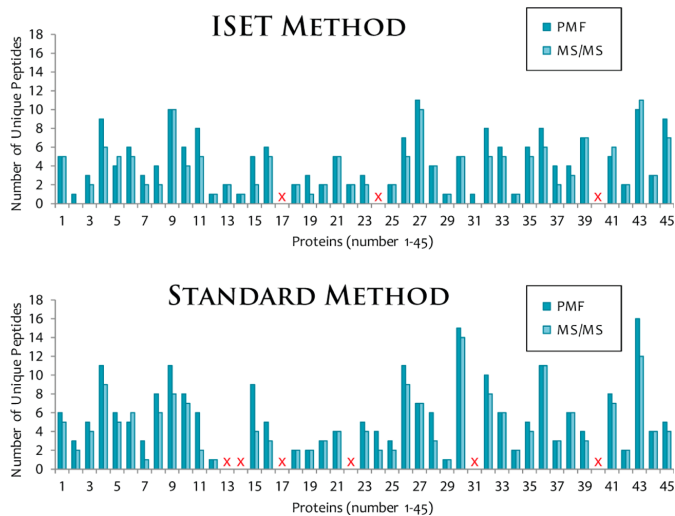 ISET Method
PMF
MS/MS
Number of Unique Peptides
18
16
14
12
10
8
6
4
2
0
x x x
1 3 5 7 9 11 13 15 17 19 21 23 25 27 29 31 33 35 37 39 41 43 45
Proteins (number 1-45)
Standard Method
PMF
MS/MS
Number of Unique Peptides
18
16
14
12
10
8
6
4
2
0
x x x x x x
1 3 5 7 9 11 13 15 17 19 21 23 25 27 29 31 33 35 37 39 41 43 45
Proteins (number 1-45)